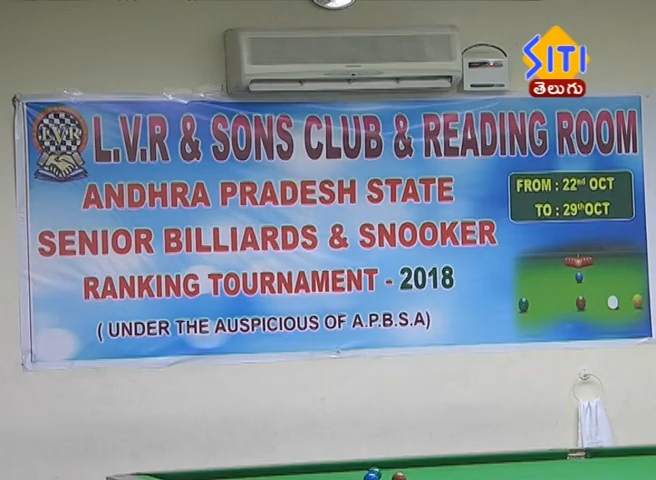 SITI
తెలుగు
L.V.R
L.V.R & SONS CLUB & READING ROOM
ANDHRA PRADESH STATE
FROM : 22nd OCT
TO : 29th OCT
SENIOR BILLIARDS & SNOOKER
RANKING TOURNAMENT - 2018
( UNDER THE AUSPICIOUS OF A.P.B.S.A)